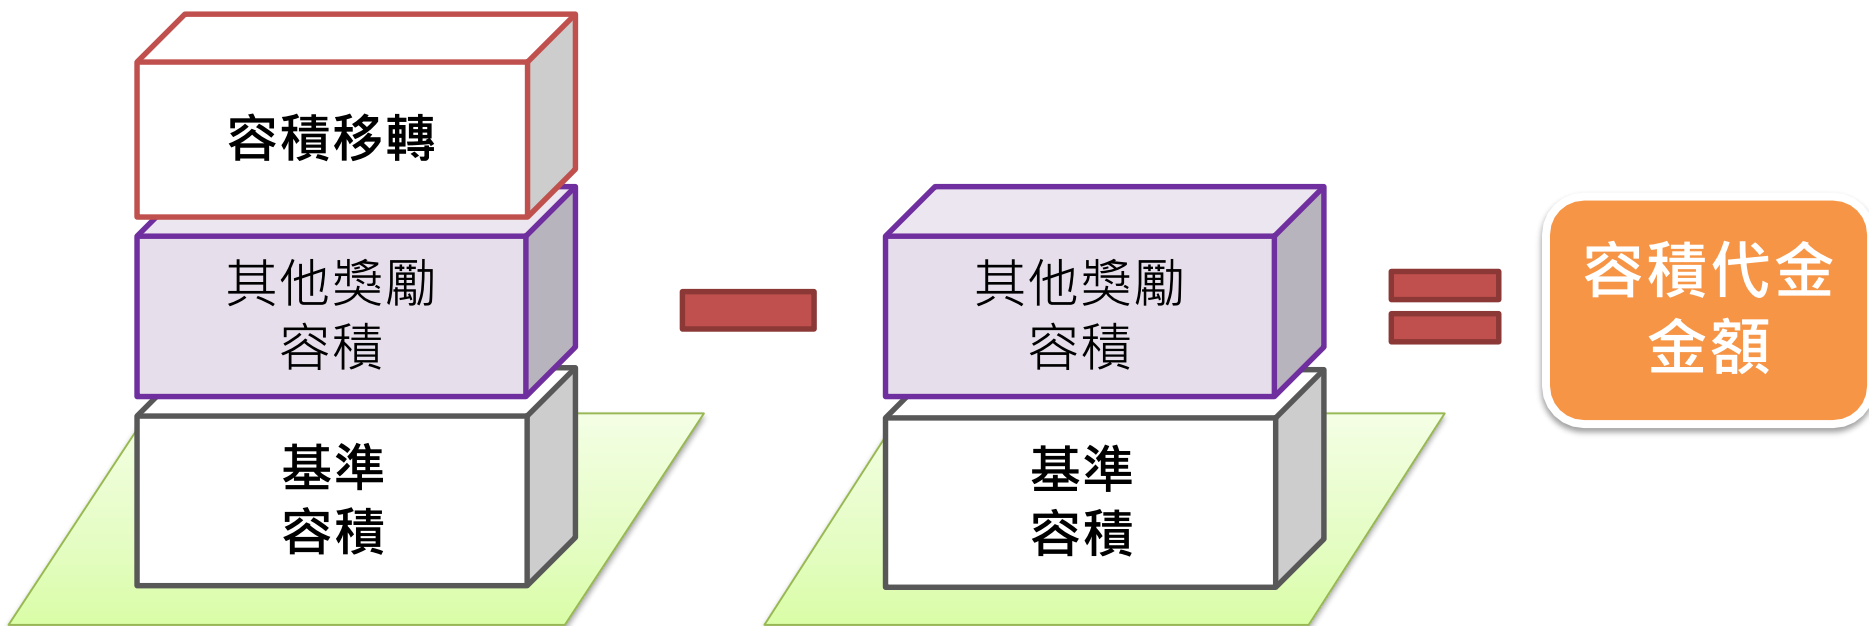 容積移轉
其他獎勵
容積
基準
容積
其他獎勵
容積
基準
容積
容積代金
金額